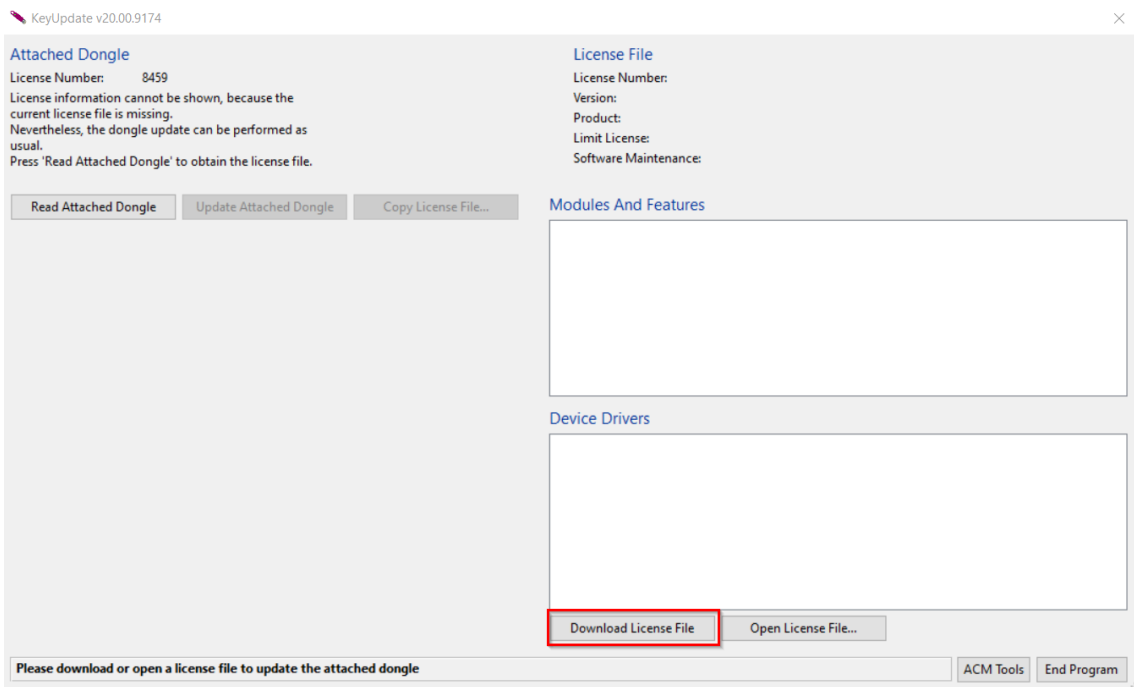 KeyUpdate v20.00.9174
Attached Dongle
License Number: 8459
License information cannot be shown, because the
current license file is missing.
Nevertheless, the dongle update can be performed as
usual.
Press 'Read Attached Dongle' to obtain the license file.
Read Attached Dongle
Update Attached Dongle
Copy License File...
License File
License Number:
Version:
Product:
Limit License:
Software Maintenance:
Modules And Features
Device Drivers
Download License File
Open License File...
Please download or open a license file to update the attached dongle
ACM Tools
End Program